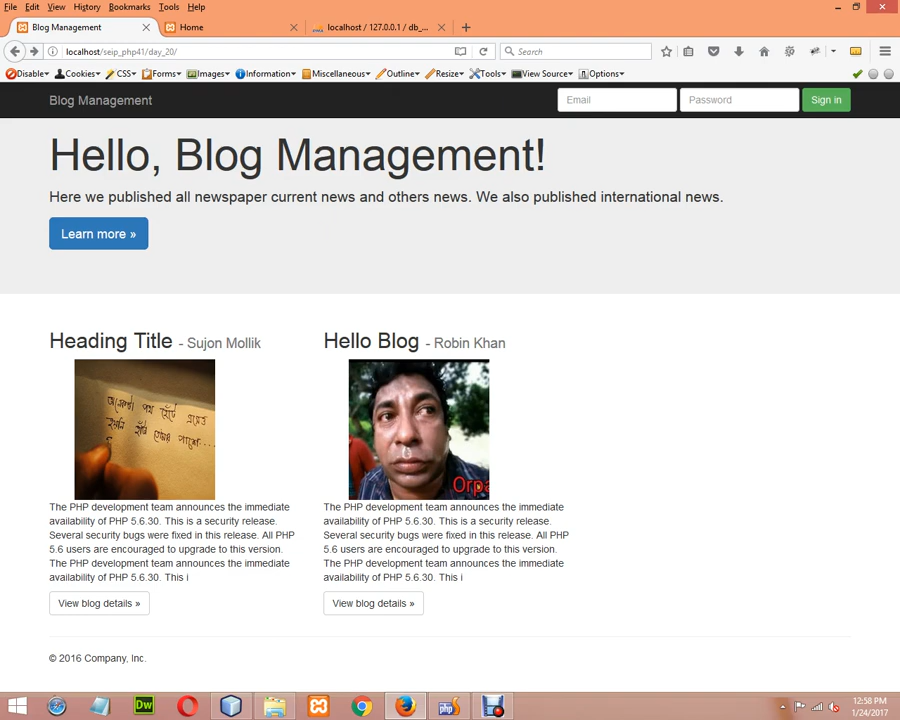 File Edit View History Bookmarks Tools Help
Blog Management
Home
localhost / 127.0.0.1 / db_...
localhost/seip_php41/day_20/
Search
Disable Cookies CSS Forms Images Information Miscellaneous Outline Resize Tools View Source Options
Blog Management
Email
Password
Sign in
Hello, Blog Management!
Here we published all newspaper current news and others news. We also published international news.
Learn more »
Heading Title - Sujon Mollik
The PHP development team announces the immediate
availability of PHP 5.6.30. This is a security release.
Several security bugs were fixed in this release. All PHP
5.6 users are encouraged to upgrade to this version.
The PHP development team announces the immediate
availability of PHP 5.6.30. This i
View blog details »
Hello Blog - Robin Khan
Orpa
The PHP development team announces the immediate
availability of PHP 5.6.30. This is a security release.
Several security bugs were fixed in this release. All PHP
5.6 users are encouraged to upgrade to this version.
The PHP development team announces the immediate
availability of PHP 5.6.30. This i
View blog details »
© 2016 Company, Inc.
Dw
php
12:58 PM
1/24/2017